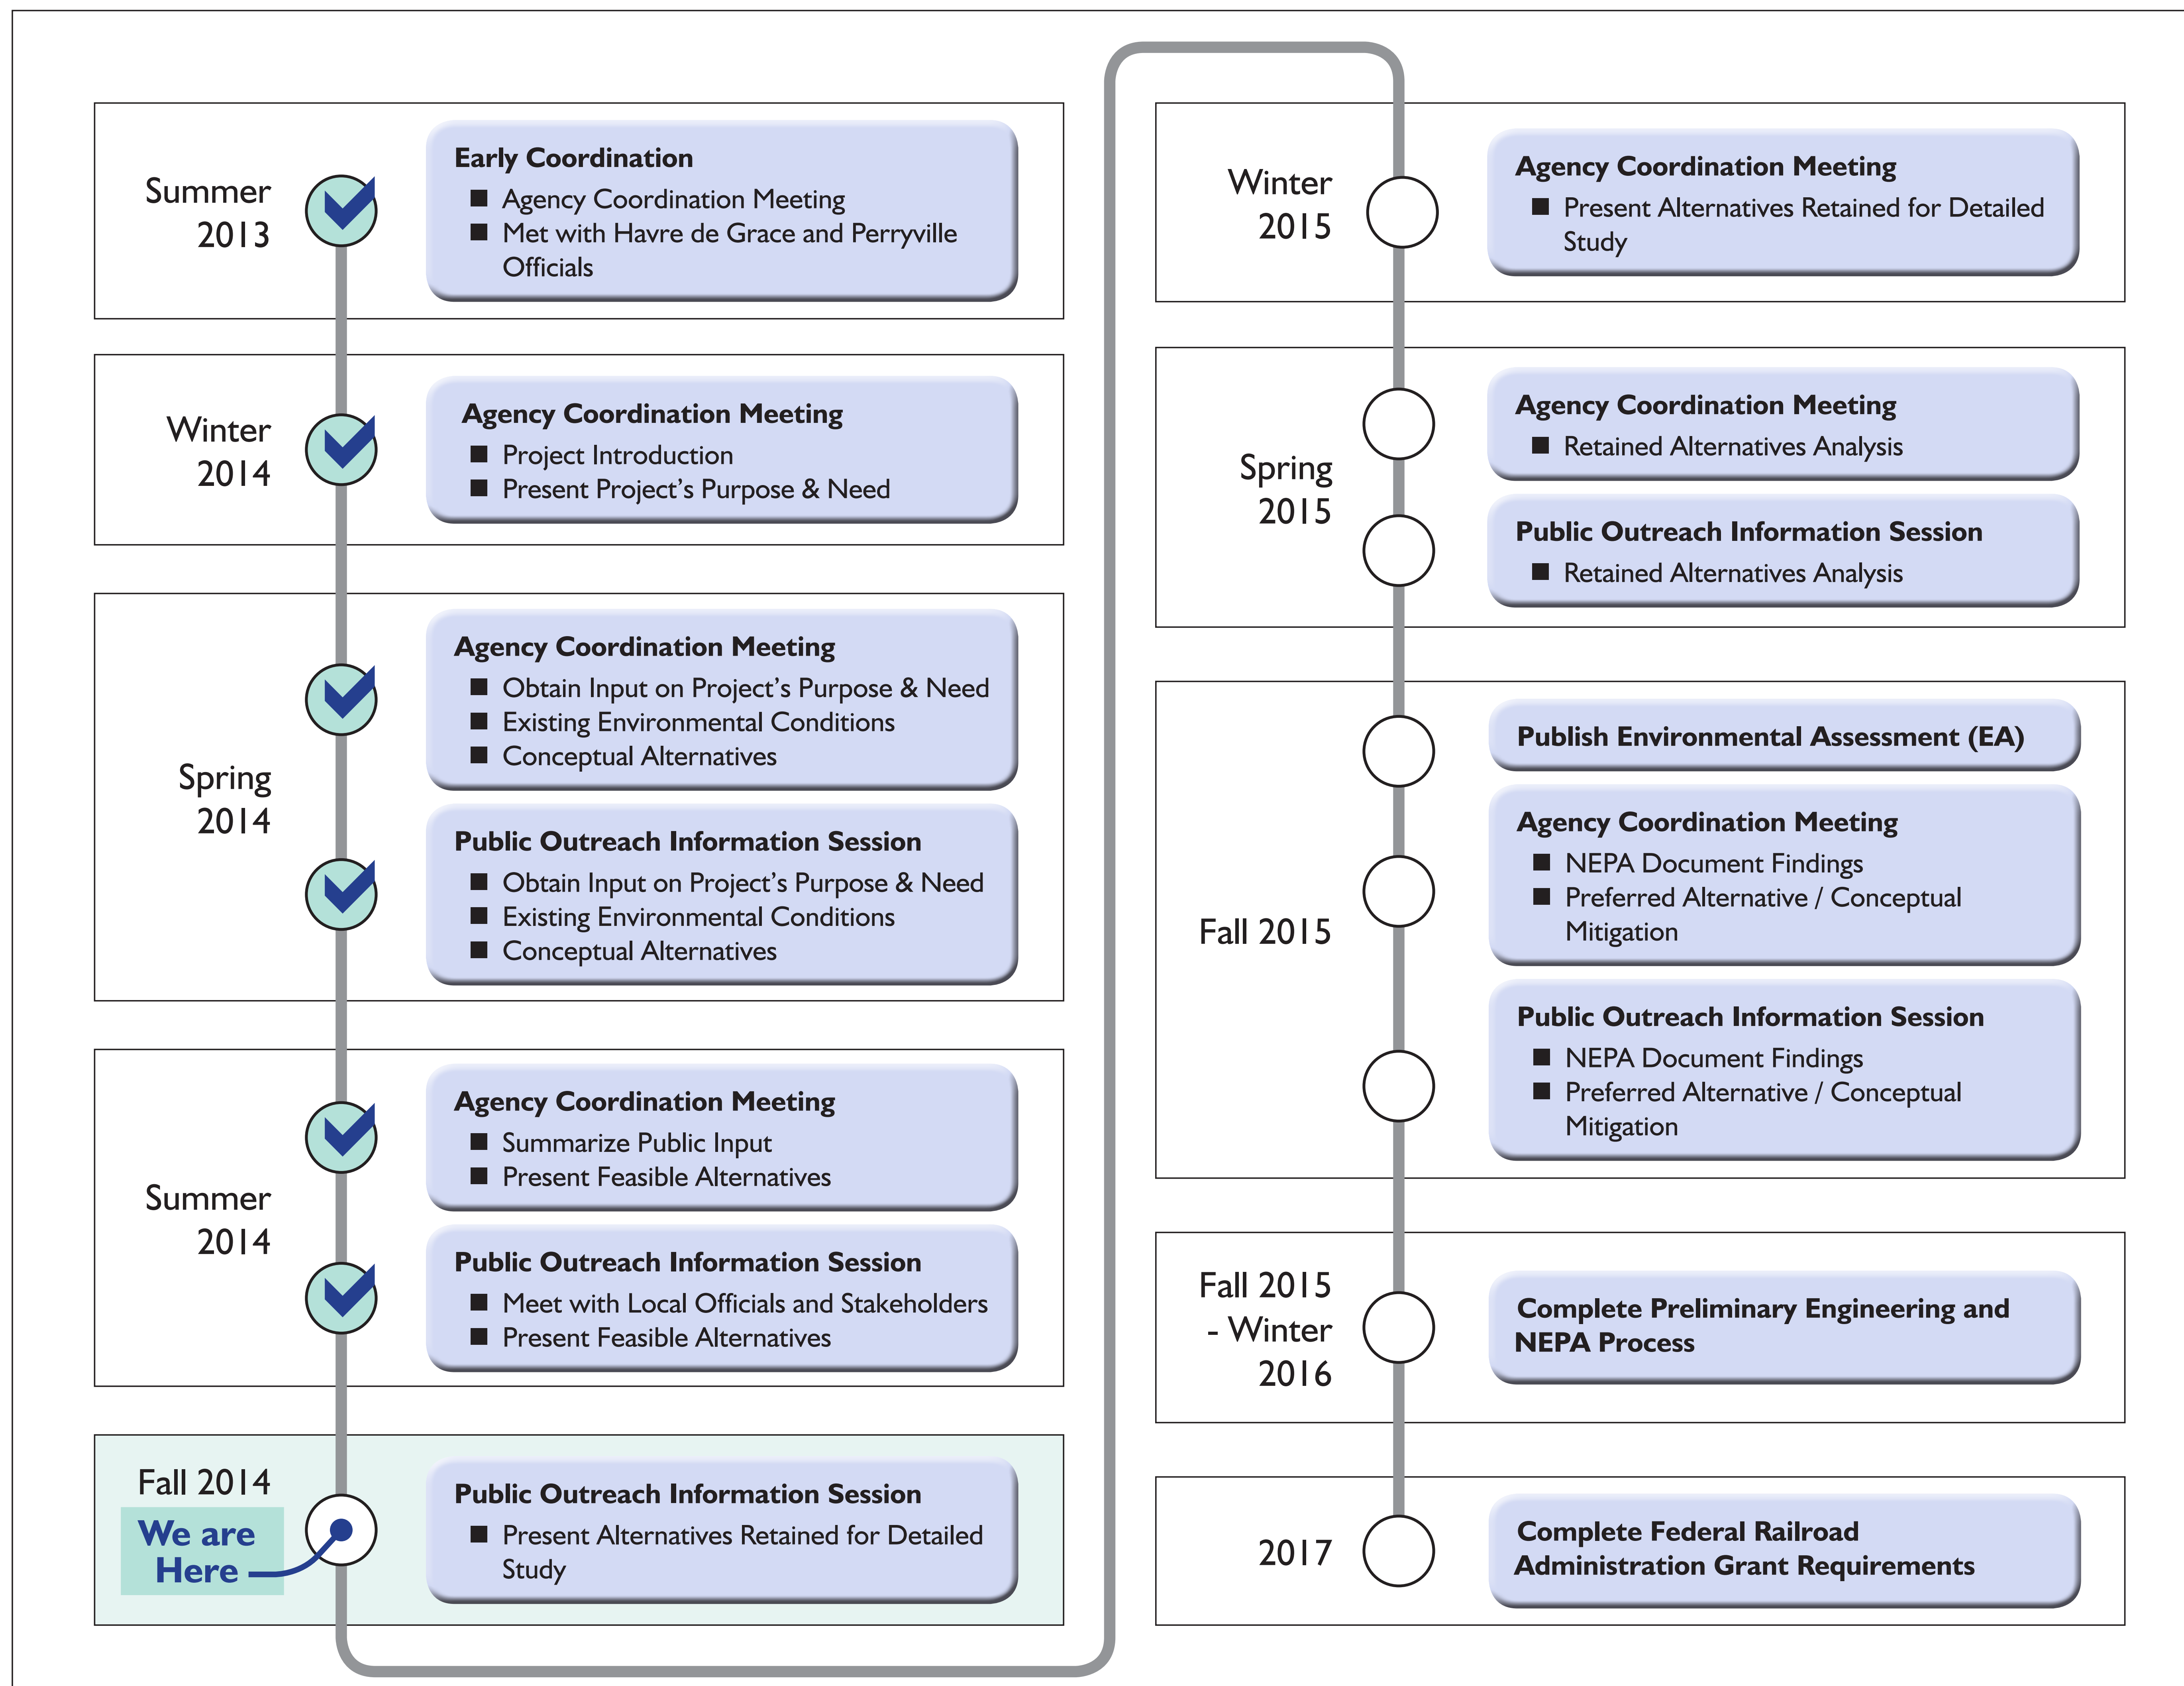 Summer
2013
Early Coordination
■ Agency Coordination Meeting
■ Met with Havre de Grace and Perryville
Officials
Winter
2014
Agency Coordination Meeting
■ Project Introduction
■ Present Project's Purpose & Need
Spring
2014
Agency Coordination Meeting
■ Obtain Input on Project's Purpose & Need
■ Existing Environmental Conditions
■ Conceptual Alternatives
Public Outreach Information Session
■ Obtain Input on Project's Purpose & Need
■ Existing Environmental Conditions
■ Conceptual Alternatives
Summer
2014
Agency Coordination Meeting
■ Summarize Public Input
■ Present Feasible Alternatives
Public Outreach Information Session
■ Meet with Local Officials and Stakeholders
■ Present Feasible Alternatives
Fall 2014
We are
Here
Public Outreach Information Session
■ Present Alternatives Retained for Detailed
Study
Winter
2015
Agency Coordination Meeting
■ Present Alternatives Retained for Detailed
Study
Spring
2015
Agency Coordination Meeting
■ Retained Alternatives Analysis
Public Outreach Information Session
■ Retained Alternatives Analysis
Fall 2015
Publish Environmental Assessment (EA)
Agency Coordination Meeting
■ NEPA Document Findings
■ Preferred Alternative / Conceptual
Mitigation
Public Outreach Information Session
■ NEPA Document Findings
■ Preferred Alternative / Conceptual
Mitigation
Fall 2015
- Winter
2016
Complete Preliminary Engineering and
NEPA Process
2017
Complete Federal Railroad
Administration Grant Requirements